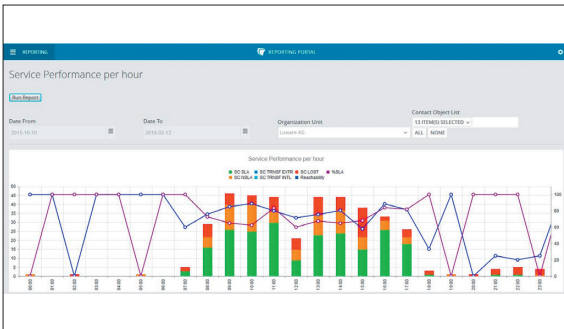 REPORTING
REPORTING PORTAL
Service Performance per hour
Run Report
Date From
Date To
Organization Unit
Contact Object List
2015-10-10
2016-02-12
Luware AG
13 ITEM(S) SELECTED
ALL NONE
Service Performance per hour
SC SLA SC TRNSF EXTR SC LOST %SLA
SC NSLA SC TRNSF INTL Reachability
50
45
40
35
30
25
20
15
10
5
0
100
80
60
40
20
0
00:00 01:00 02:00 03:00 04:00 05:00 06:00 07:00 08:00 09:00 10:00 11:00 12:00 13:00 14:00 15:00 16:00 17:00 18:00 19:00 20:00 21:00 22:00 23:00